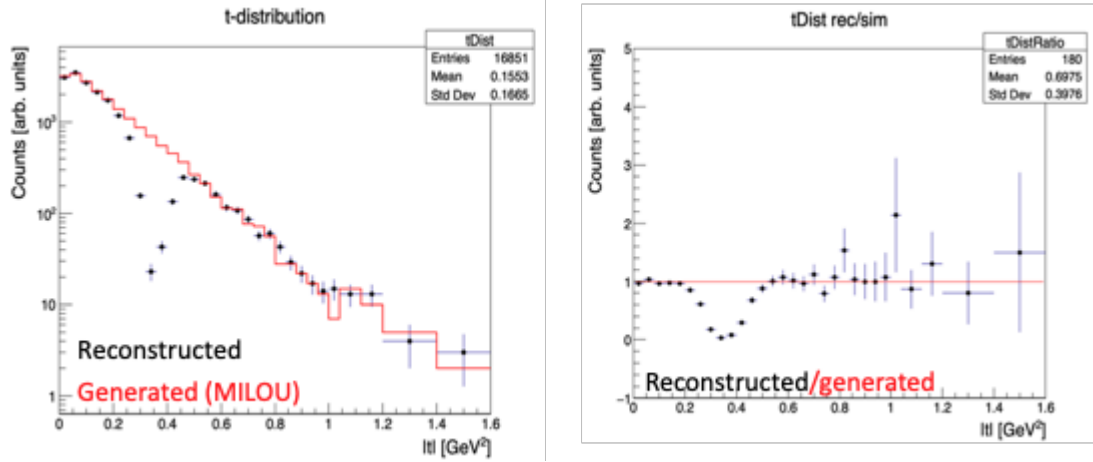 t-distribution
tDist
Entries 16851
Mean 0.1553
Std Dev 0.1665
Counts [arb. units]
10³
10²
10
1
Reconstructed
Generated (MILOU)
0 0.2 0.4 0.6 0.8 1 1.2 1.4 1.6
|t| [GeV²]
tDist rec/sim
tDistRatio
Entries 180
Mean 0.6975
Std Dev 0.3976
Counts [arb. units]
5
4
3
2
1
0
−1
Reconstructed/generated
0 0.2 0.4 0.6 0.8 1 1.2 1.4 1.6
|t| [GeV²]